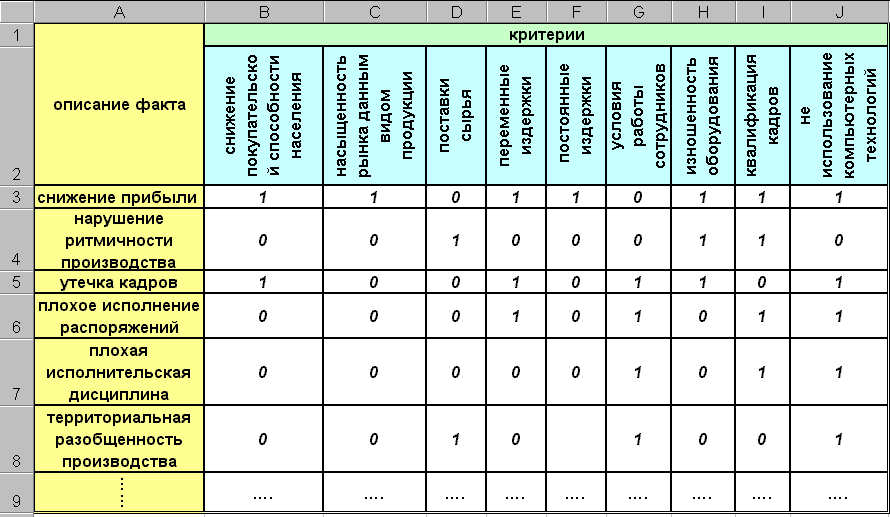 A B C D E F G H I J
1 критерии
2 описание факта
снижение
покупательско
й способности
населения
насыщенность
рынка данным
видом
продукции
поставки
сырья
переменные
издержки
постоянные
издержки
условия
работы
сотрудников
изношенность
оборудования
квалификация
кадров
не
использование
компьютерных
технологий
3 снижение прибыли 1 1 0 1 1 0 1 1 1
нарушение
ритмичности
производства
4 0 0 1 0 0 0 1 1 0
5 утечка кадров 1 0 0 1 0 1 1 0 1
плохое исполнение
распоряжений
6 0 0 0 1 0 1 0 1 1
плохая
исполнительская
дисциплина
7 0 0 0 0 0 1 0 1 1
территориальная
разобщенность
производства
8 0 0 1 0 1 0 0 1
9 .... .... .... .... .... .... .... .... .... ....